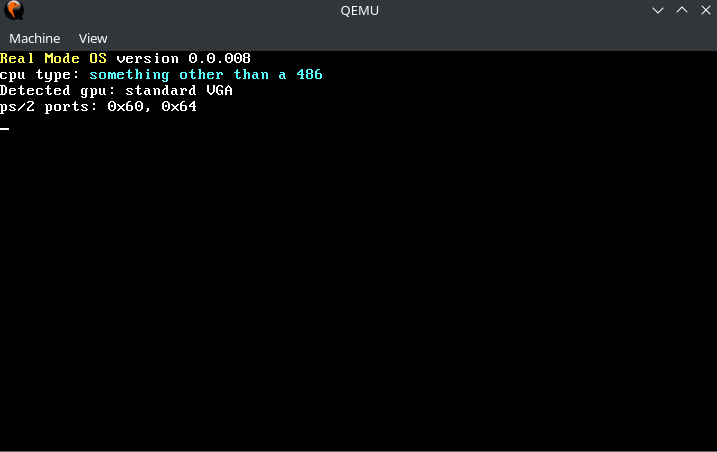 QEMU
Machine View
Real Mode OS version 0.0.008
cpu type: something other than a 486
Detected gpu: standard VGA
ps/2 ports: 0x60, 0x64